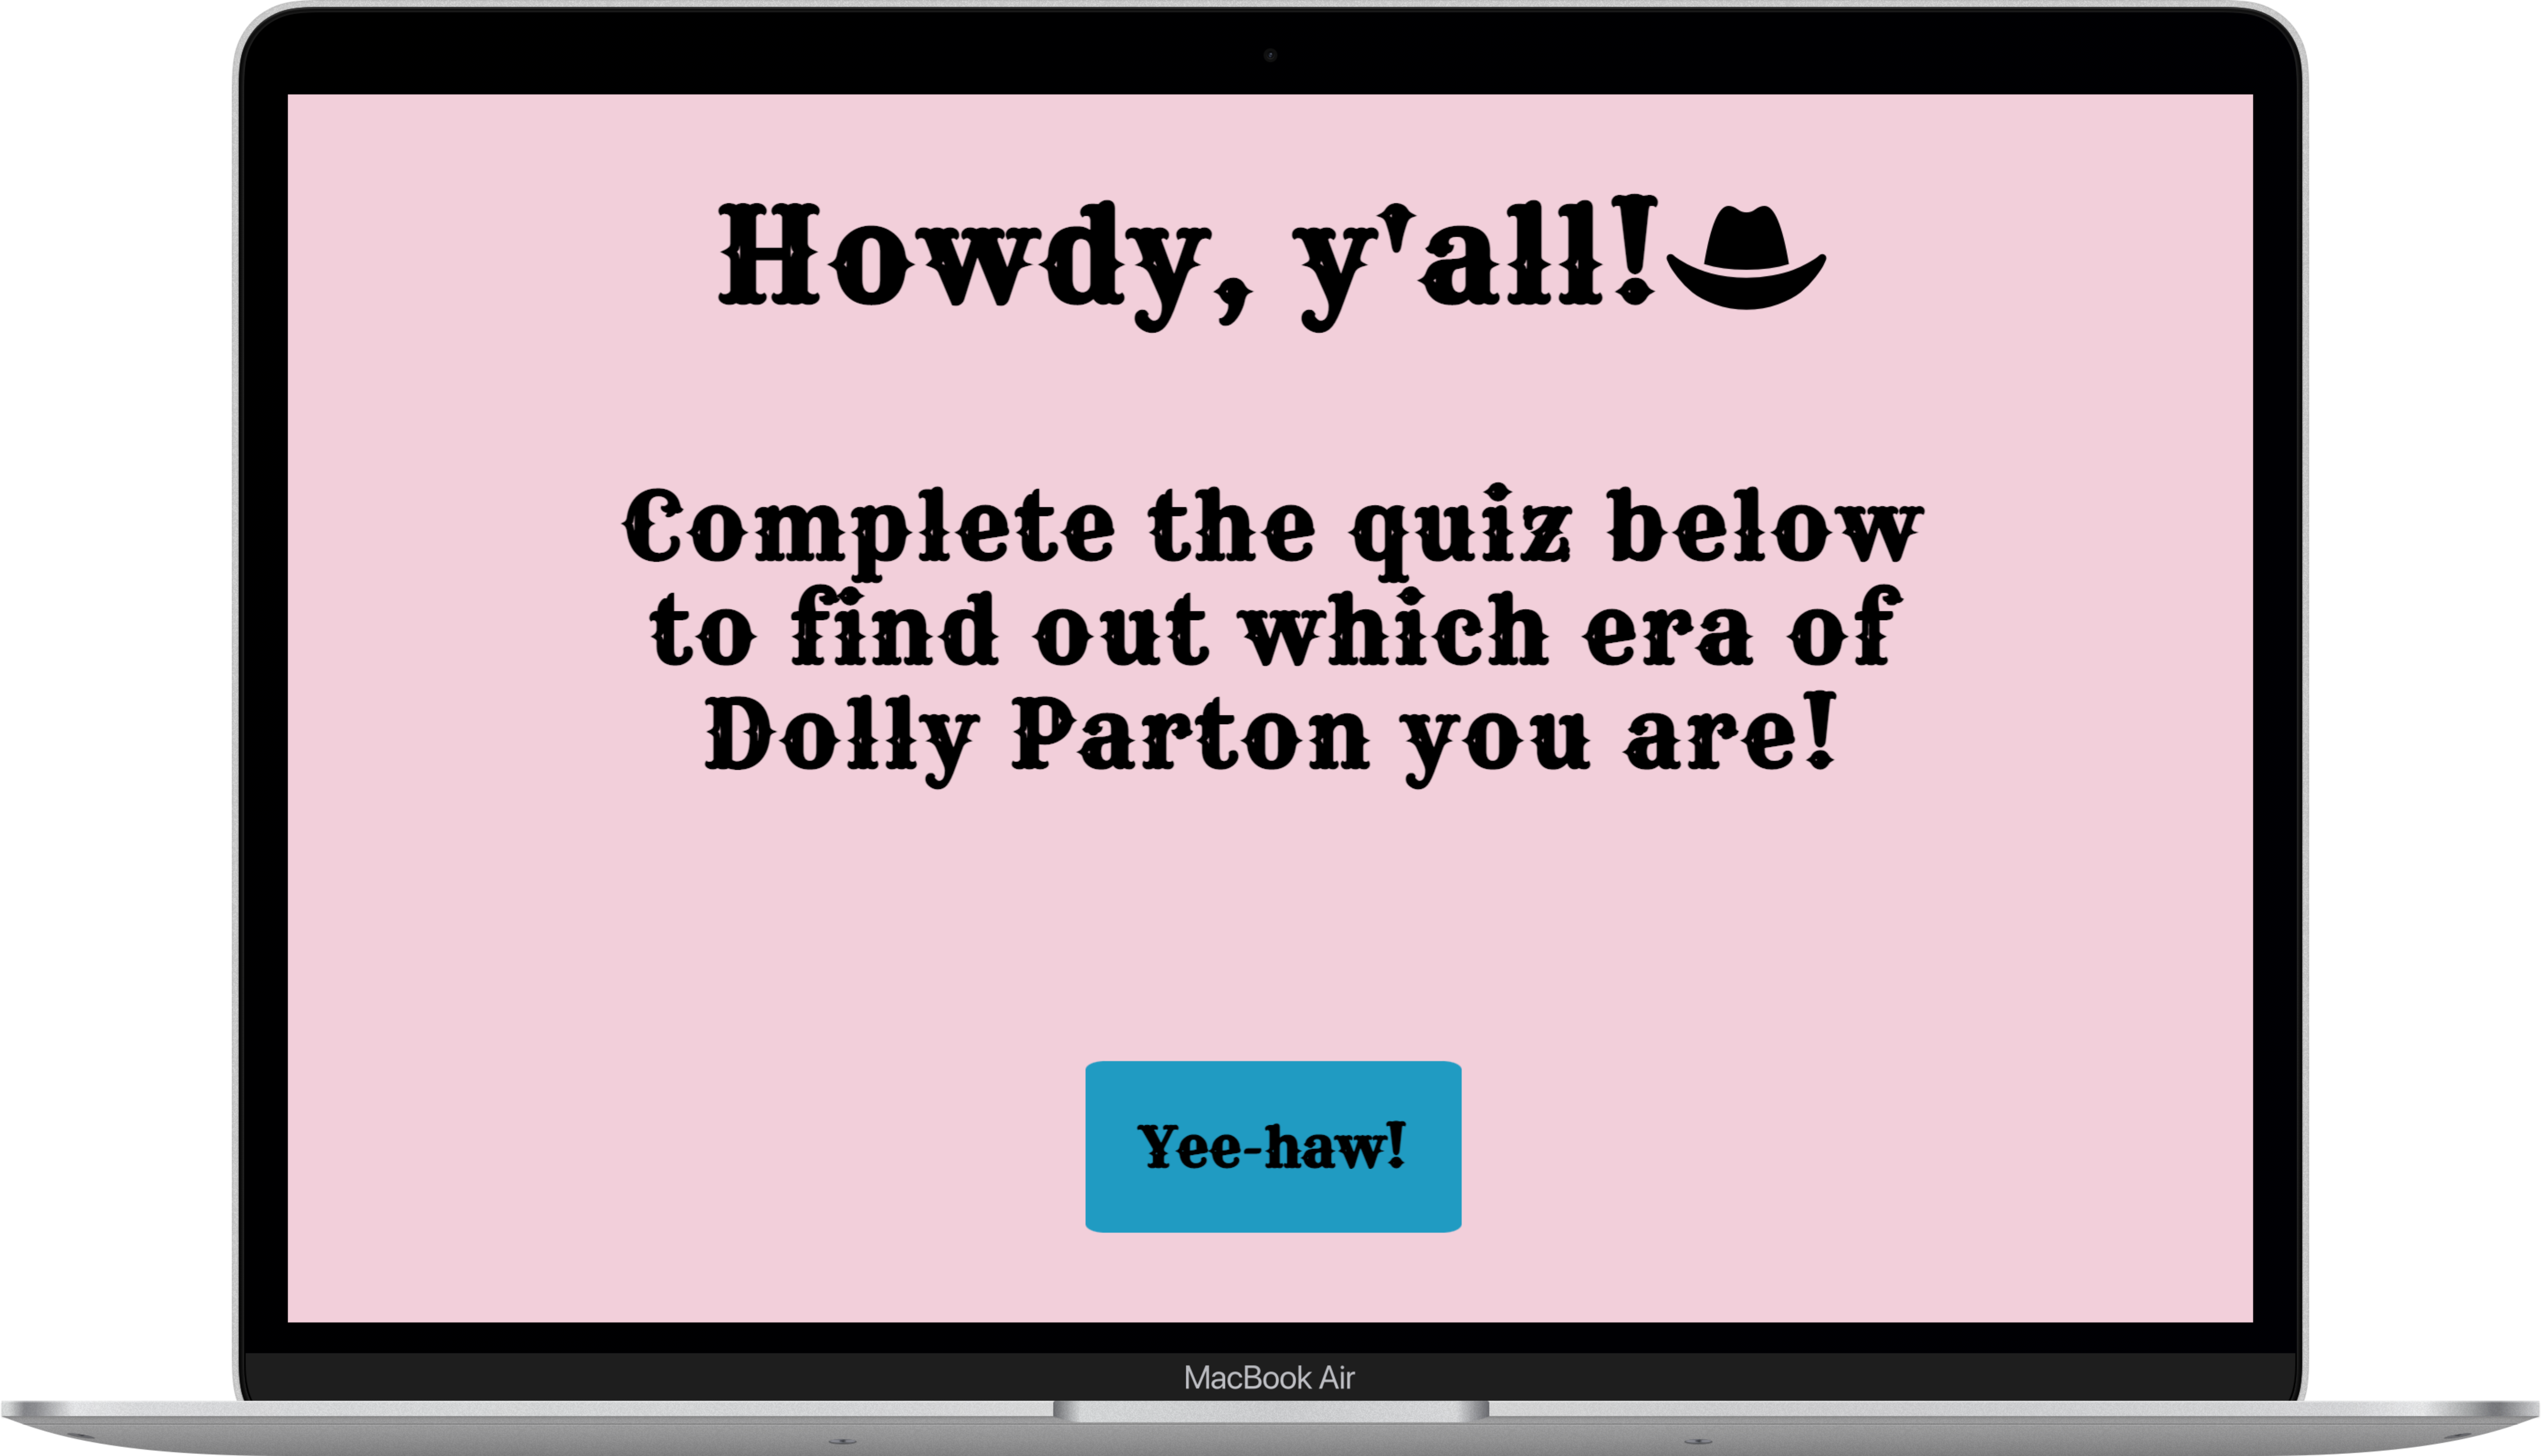 Howdy, y'all!
Complete the quiz below
to find out which era of
Dolly Parton you are!
Yee-haw!
MacBook Air